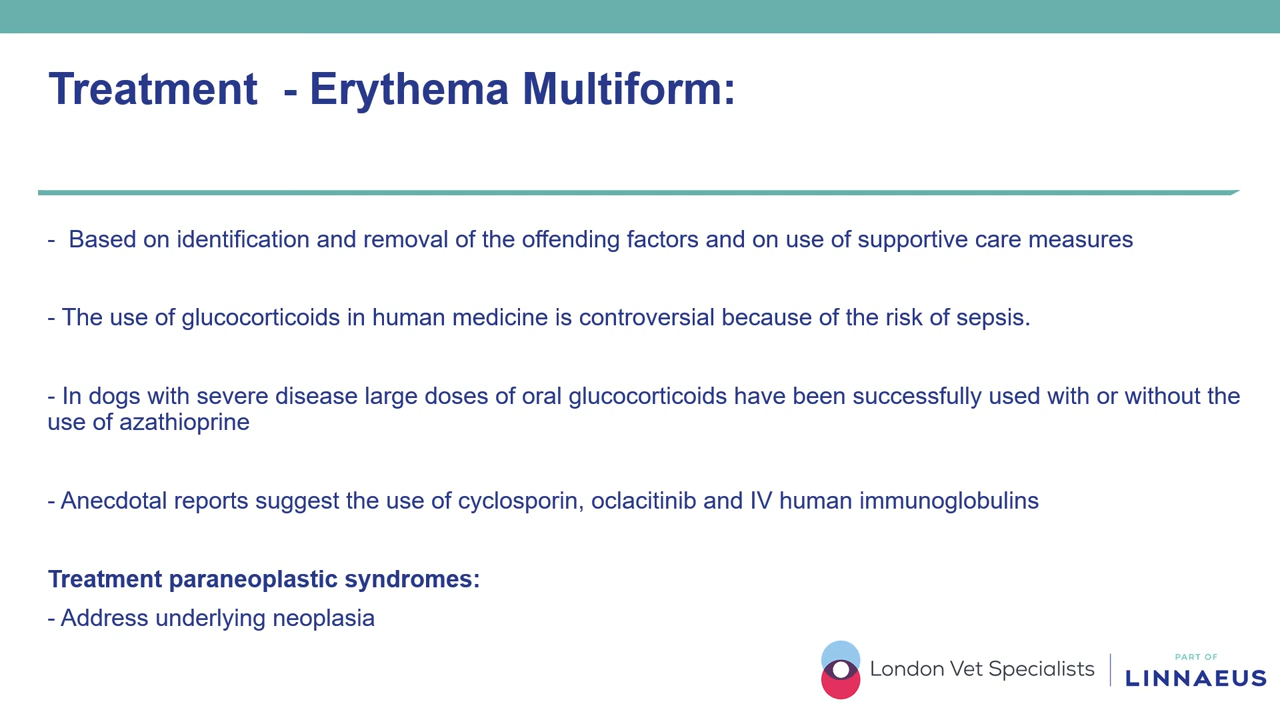 Treatment  - Erythema Multiform:
-  Based on identification and removal of the offending factors and on use of supportive care measures
- The use of glucocorticoids in human medicine is controversial because of the risk of sepsis.
- In dogs with severe disease large doses of oral glucocorticoids have been successfully used with or without the
use of azathioprine
- Anecdotal reports suggest the use of cyclosporin, oclacitinib and IV human immunoglobulins
Treatment paraneoplastic syndromes:
- Address underlying neoplasia
London Vet Specialists
PART OF
LINNAEUS